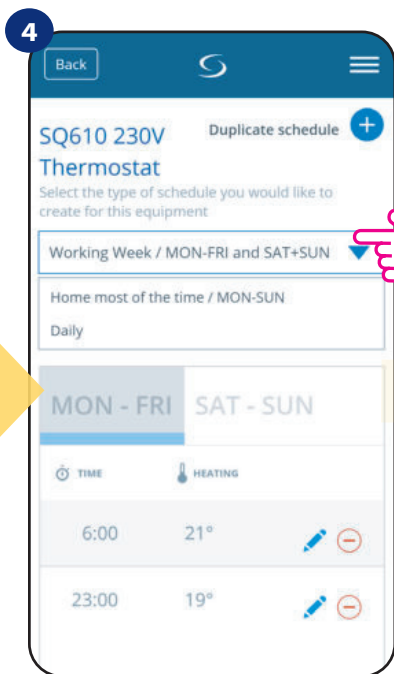 4
Back
SQ610 230V
Thermostat
Duplicate schedule +
Select the type of schedule you would like to
create for this equipment
Working Week / MON-FRI and SAT+SUN
Home most of the time / MON-SUN
Daily
MON - FRI SAT - SUN
TIME HEATING
6:00 21°
23:00 19°